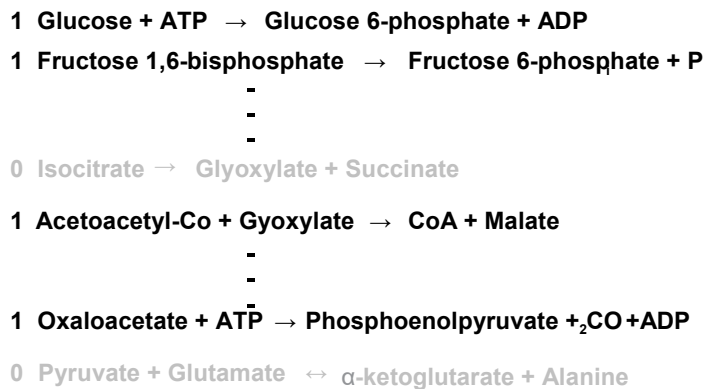 1 Glucose + ATP → Glucose 6-phosphate + ADP
1 Fructose 1,6-bisphosphate → Fructose 6-phosphate + P
i
-
-
-
0 Isocitrate → Glyoxylate + Succinate
1 Acetoacetyl-Co + Gyoxylate → CoA + Malate
-
-
-
1 Oxaloacetate + ATP → Phosphoenolpyruvate +₂CO+ADP
0 Pyruvate + Glutamate ↔ α-ketoglutarate + Alanine